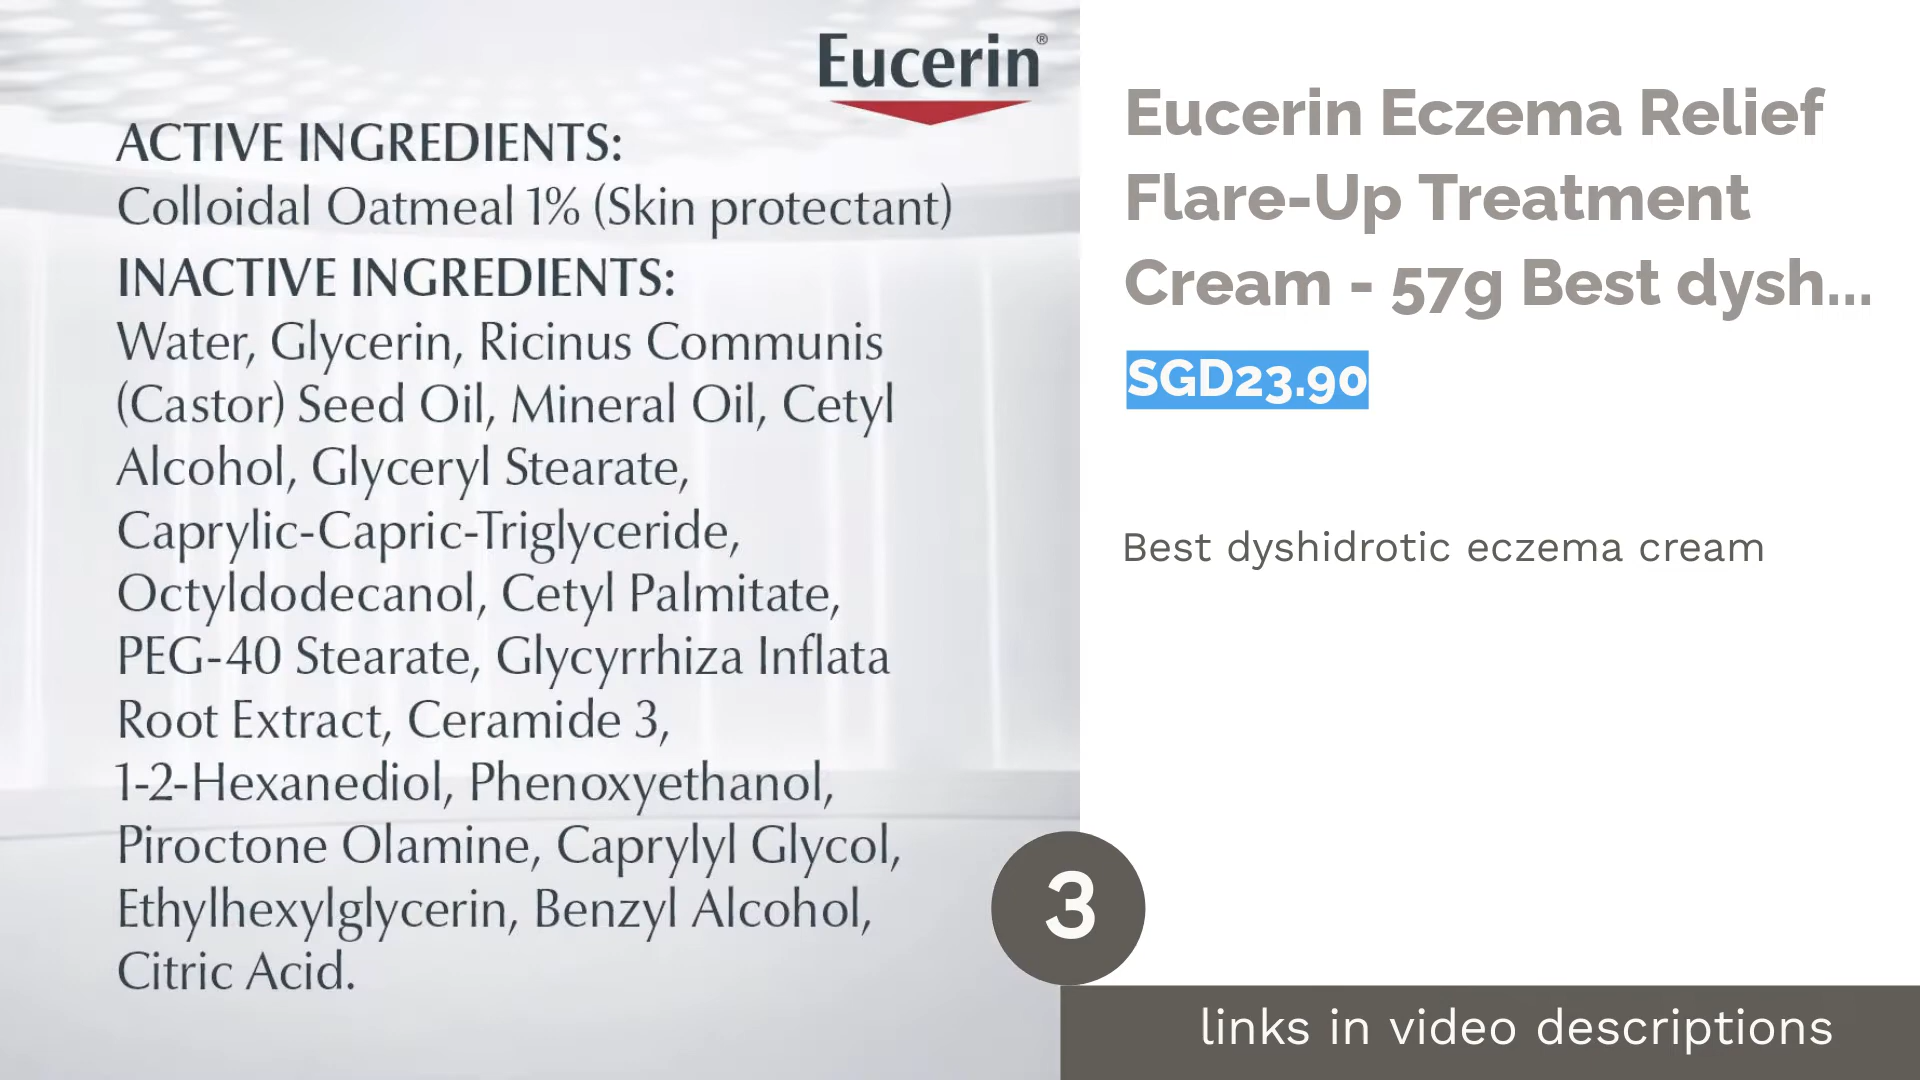 Eucerin®
ACTIVE INGREDIENTS:
Colloidal Oatmeal 1% (Skin protectant)
INACTIVE INGREDIENTS:
Water, Glycerin, Ricinus Communis
(Castor) Seed Oil, Mineral Oil, Cetyl
Alcohol, Glyceryl Stearate,
Caprylic-Capric-Triglyceride,
Octyldodecanol, Cetyl Palmitate,
PEG-40 Stearate, Glycyrrhiza Inflata
Root Extract, Ceramide 3,
1-2-Hexanediol, Phenoxyethanol,
Piroctone Olamine, Caprylyl Glycol,
Ethylhexylglycerin, Benzyl Alcohol,
Citric Acid.
Eucerin Eczema Relief
Flare-Up Treatment
Cream - 57g Best dysh...
SGD23.90
Best dyshidrotic eczema cream
3
links in video descriptions